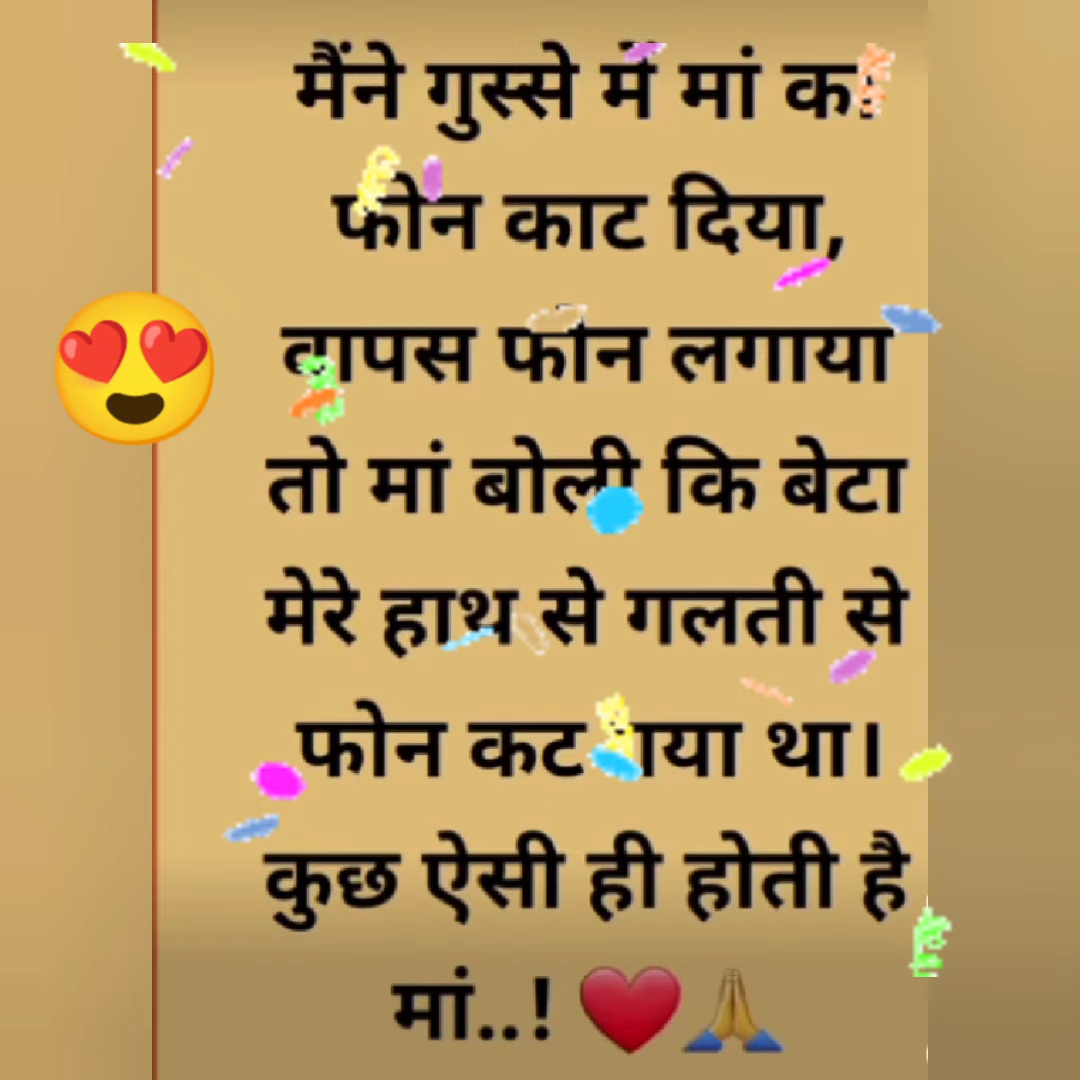 मैंने गुस्से में मां का
फोन काट दिया,
वापस फोन लगाया
तो मां बोली कि बेटा
मेरे हाथ से गलती से
फोन कट गया था।
कुछ ऐसी ही होती है
मां..! ❤️🙏